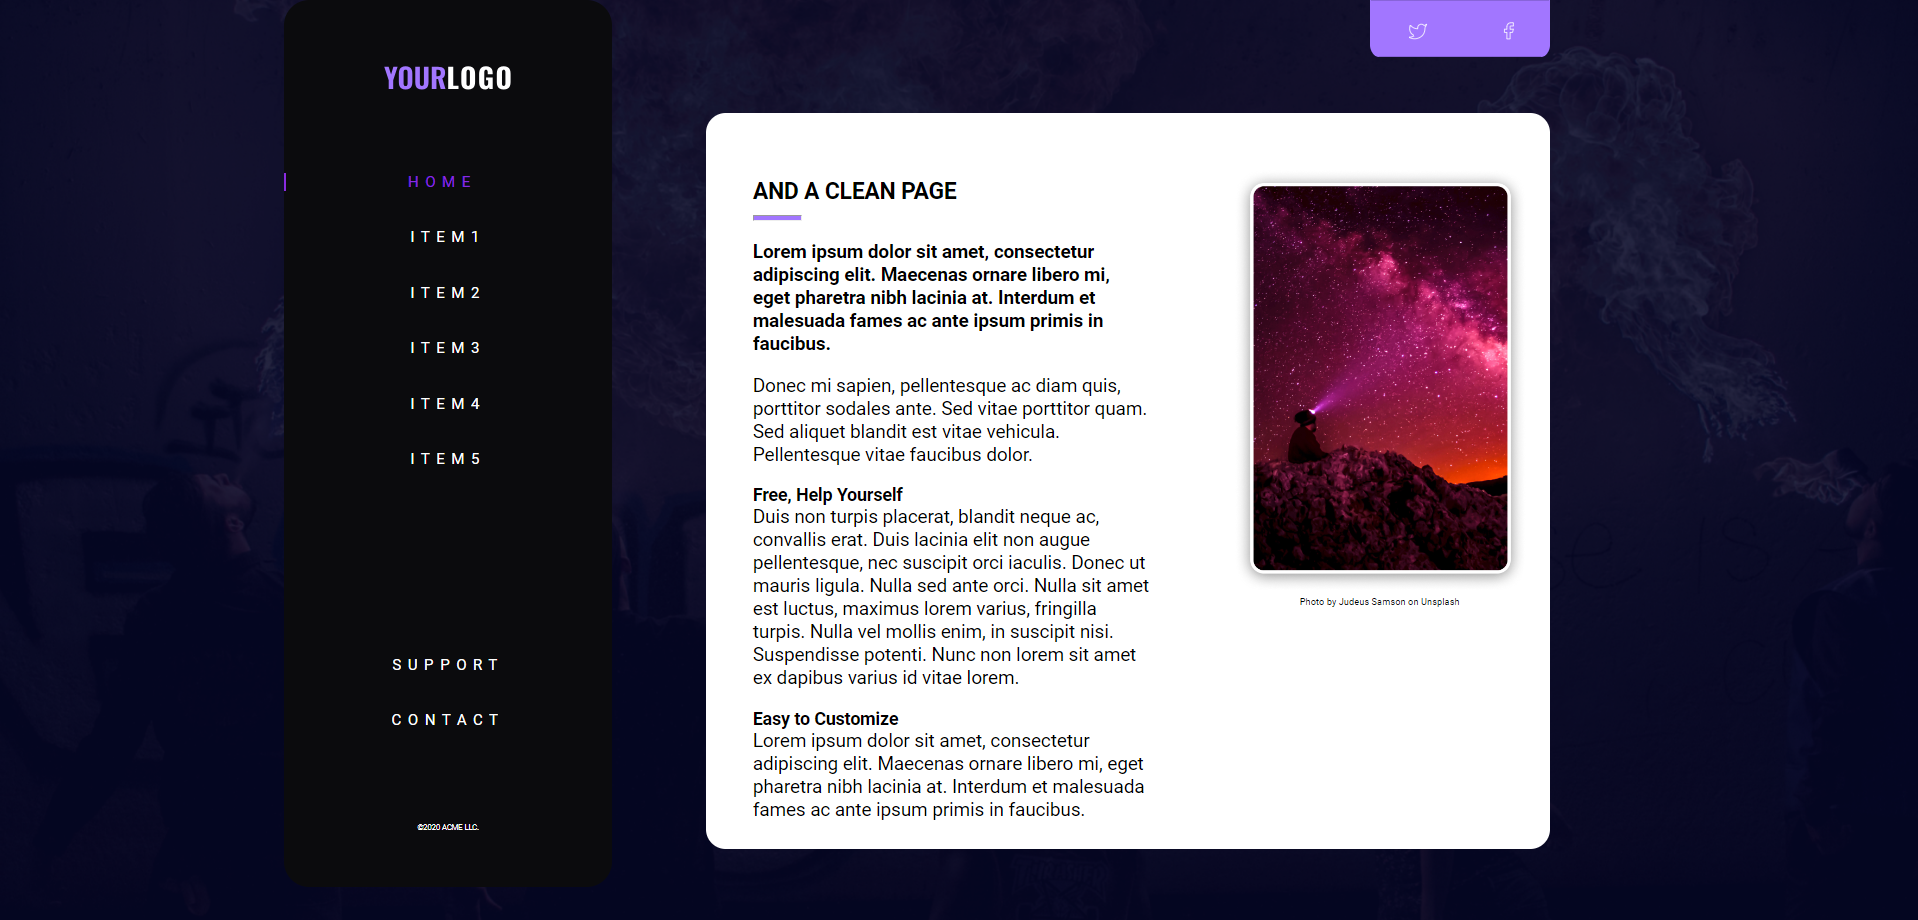 YOURLOGO
HOME
ITEM1
ITEM2
ITEM3
ITEM4
ITEM5
SUPPORT
CONTACT
©2020 ACME LLC.
AND A CLEAN PAGE
Lorem ipsum dolor sit amet, consectetur
adipiscing elit. Maecenas ornare libero mi,
eget pharetra nibh lacinia at. Interdum et
malesuada fames ac ante ipsum primis in
faucibus.
Donec mi sapien, pellentesque ac diam quis,
porttitor sodales ante. Sed vitae porttitor quam.
Sed aliquet blandit est vitae vehicula.
Pellentesque vitae faucibus dolor.
Free, Help Yourself
Duis non turpis placerat, blandit neque ac,
convallis erat. Duis lacinia elit non augue
pellentesque, nec suscipit orci iaculis. Donec ut
mauris ligula. Nulla sed ante orci. Nulla sit amet
est luctus, maximus lorem varius, fringilla
turpis. Nulla vel mollis enim, in suscipit nisi.
Suspendisse potenti. Nunc non lorem sit amet
ex dapibus varius id vitae lorem.
Easy to Customize
Lorem ipsum dolor sit amet, consectetur
adipiscing elit. Maecenas ornare libero mi, eget
pharetra nibh lacinia at. Interdum et malesuada
fames ac ante ipsum primis in faucibus.
Photo by Judeus Samson on Unsplash